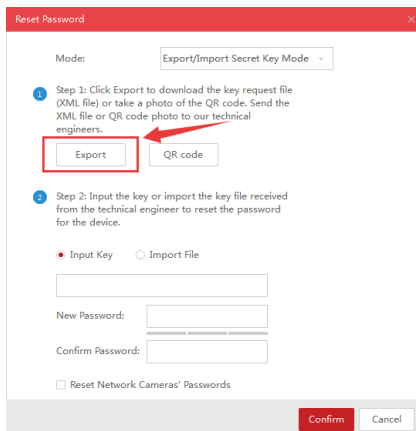 Reset Password
Mode: Export/Import Secret Key Mode
1 Step 1: Click Export to download the key request file
(XML file) or take a photo of the QR code. Send the
XML file or QR code photo to our technical
engineers.
Export QR code
2 Step 2: Input the key or import the key file received
from the technical engineer to reset the password
for the device.
Input Key Import File
New Password:
Confirm Password:
Reset Network Cameras' Passwords
Confirm Cancel